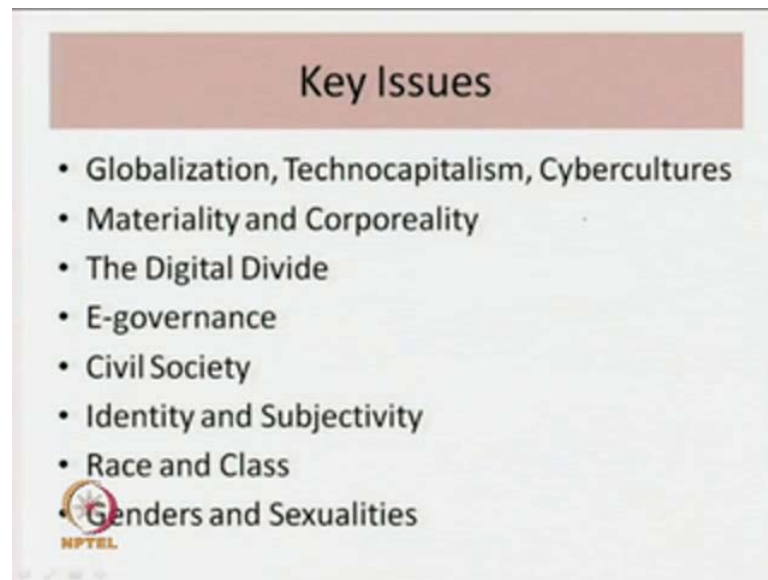 Key Issues
• Globalization, Technocapitalism, Cybercultures
• Materiality and Corporeality
• The Digital Divide
• E-governance
• Civil Society
• Identity and Subjectivity
• Race and Class
• Genders and Sexualities
NPTEL